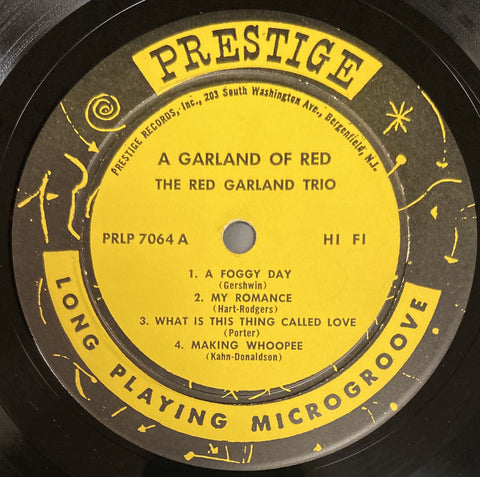 PRESTIGE
PRESTIGE RECORDS, Inc., 203 South Washington Ave., Bergenfield, N.J.
A GARLAND OF RED
THE RED GARLAND TRIO
PRLP 7064 A HI FI
1. A FOGGY DAY
(Gershwin)
2. MY ROMANCE
(Hart-Rodgers)
3. WHAT IS THIS THING CALLED LOVE
(Porter)
4. MAKING WHOOPEE
(Kahn-Donaldson)
LONG PLAYING MICROGROOVE